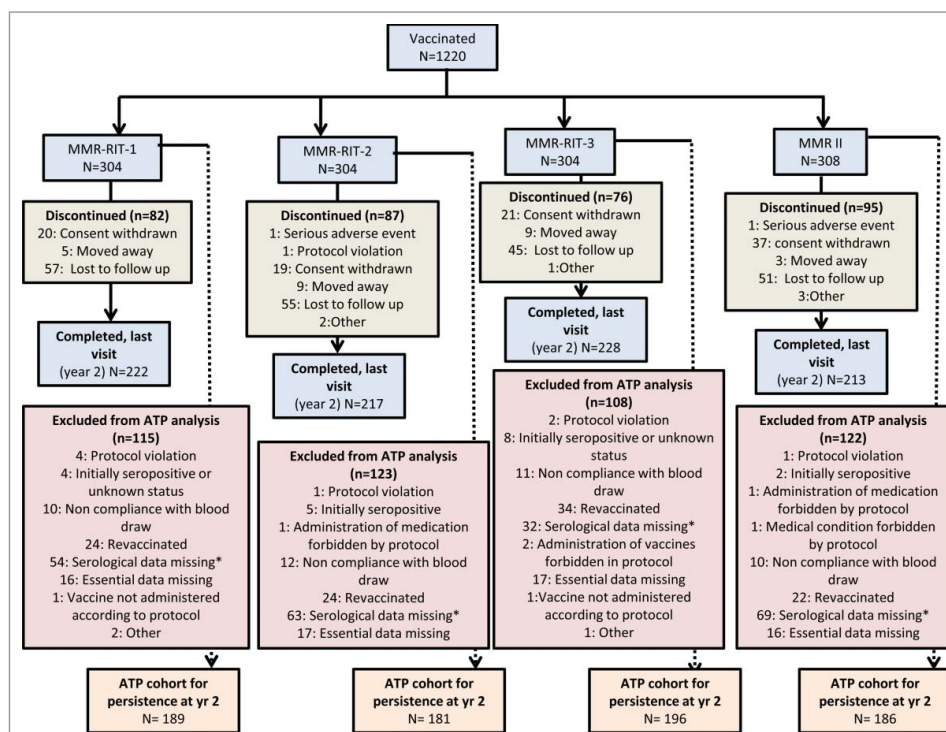 Vaccinated
N=1220
MMR-RIT-1
N=304
Discontinued (n=82)
20: Consent withdrawn
5: Moved away
57: Lost to follow up
Completed, last
visit
(year 2) N=222
Excluded from ATP analysis
(n=115)
4: Protocol violation
4: Initially seropositive or
unknown status
10: Non compliance with blood
draw
24: Revaccinated
54: Serological data missing*
16: Essential data missing
1: Vaccine not administered
according to protocol
2: Other
ATP cohort for
persistence at yr 2
N= 189
MMR-RIT-2
N=304
Discontinued (n=87)
1: Serious adverse event
1: Protocol violation
19: Consent withdrawn
9: Moved away
55: Lost to follow up
2: Other
Completed, last
visit
(year 2) N=217
Excluded from ATP analysis
(n=123)
1: Protocol violation
5: Initially seropositive
1: Administration of medication
forbidden by protocol
12: Non compliance with blood
draw
24: Revaccinated
63: Serological data missing*
17: Essential data missing
ATP cohort for
persistence at yr 2
N=181
MMR-RIT-3
N=304
Discontinued (n=76)
21: Consent withdrawn
9: Moved away
45: Lost to follow up
1:Other
Completed, last
visit
(year 2) N=228
Excluded from ATP analysis
(n=108)
2: Protocol violation
8: Initially seropositive or unknown
status
11: Non compliance with blood
draw
34: Revaccinated
32: Serological data missing*
2: Administration of vaccines
forbidden in protocol
17: Essential data missing
1:Vaccine not administered
according to protocol
1: Other
ATP cohort for
persistence at yr 2
N=196
MMR II
N=308
Discontinued (n=95)
1: Serious adverse event
37: consent withdrawn
3: Moved away
51: Lost to follow up
3:Other
Completed, last
visit
(year 2) N=213
Excluded from ATP analysis
(n=122)
1: Protocol violation
2: Initially seropositive
1: Administration of medication
forbidden by protocol
1: Medical condition forbidden
by protocol
10: Non compliance with blood
draw
22: Revaccinated
69: Serological data missing*
16: Essential data missing
ATP cohort for
persistence at yr 2
N= 186